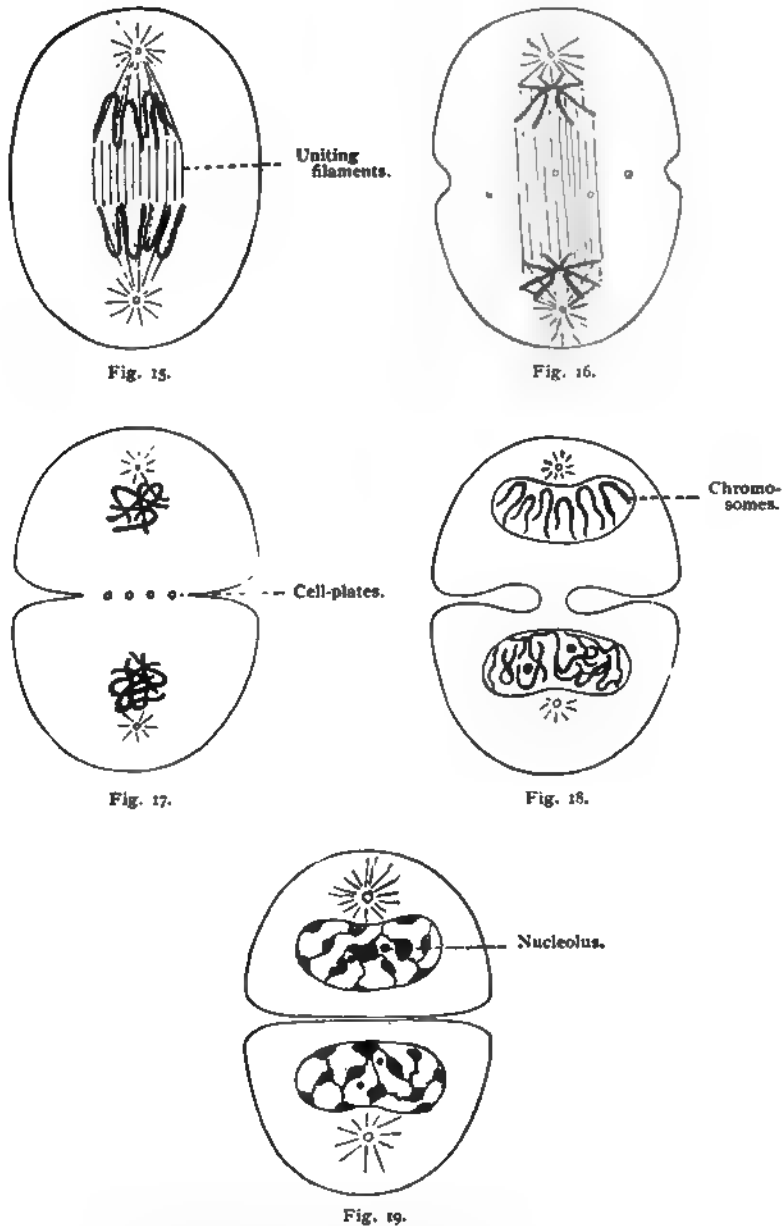 Uniting
filaments.
Fig. 15.
Fig. 16.
Chromo-
somes.
Cell-plates.
Fig. 17.
Fig. 18.
Nucleolus.
Fig. 19.